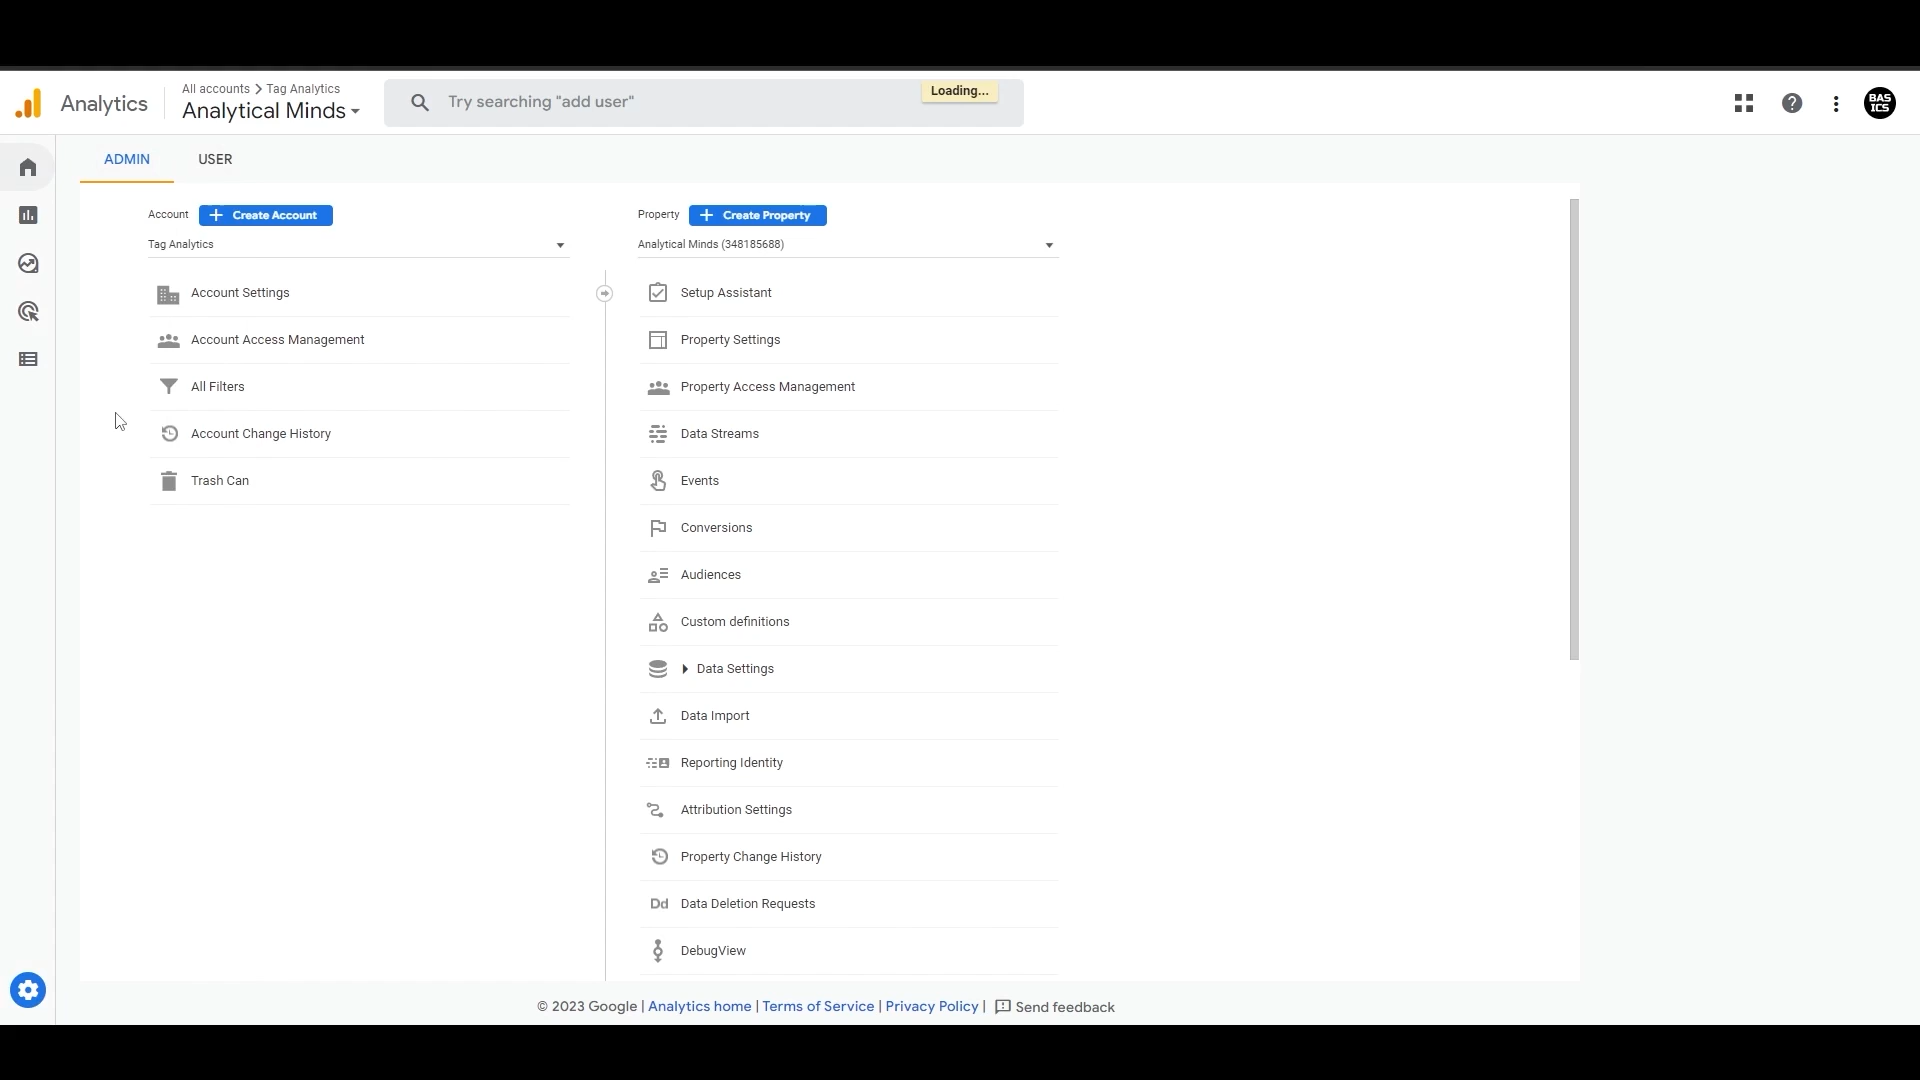 Analytics
All accounts > Tag Analytics
Analytical Minds
Try searching "add user"
Loading...
BAS
ICS
ADMIN
USER
Account
+ Create Account
Tag Analytics
Account Settings
Account Access Management
All Filters
Account Change History
Trash Can
Property
+ Create Property
Analytical Minds (348185688)
Setup Assistant
Property Settings
Property Access Management
Data Streams
Events
Conversions
Audiences
Custom definitions
Data Settings
Data Import
Reporting Identity
Attribution Settings
Property Change History
Dd Data Deletion Requests
DebugView
© 2023 Google | Analytics home | Terms of Service | Privacy Policy | Send feedback